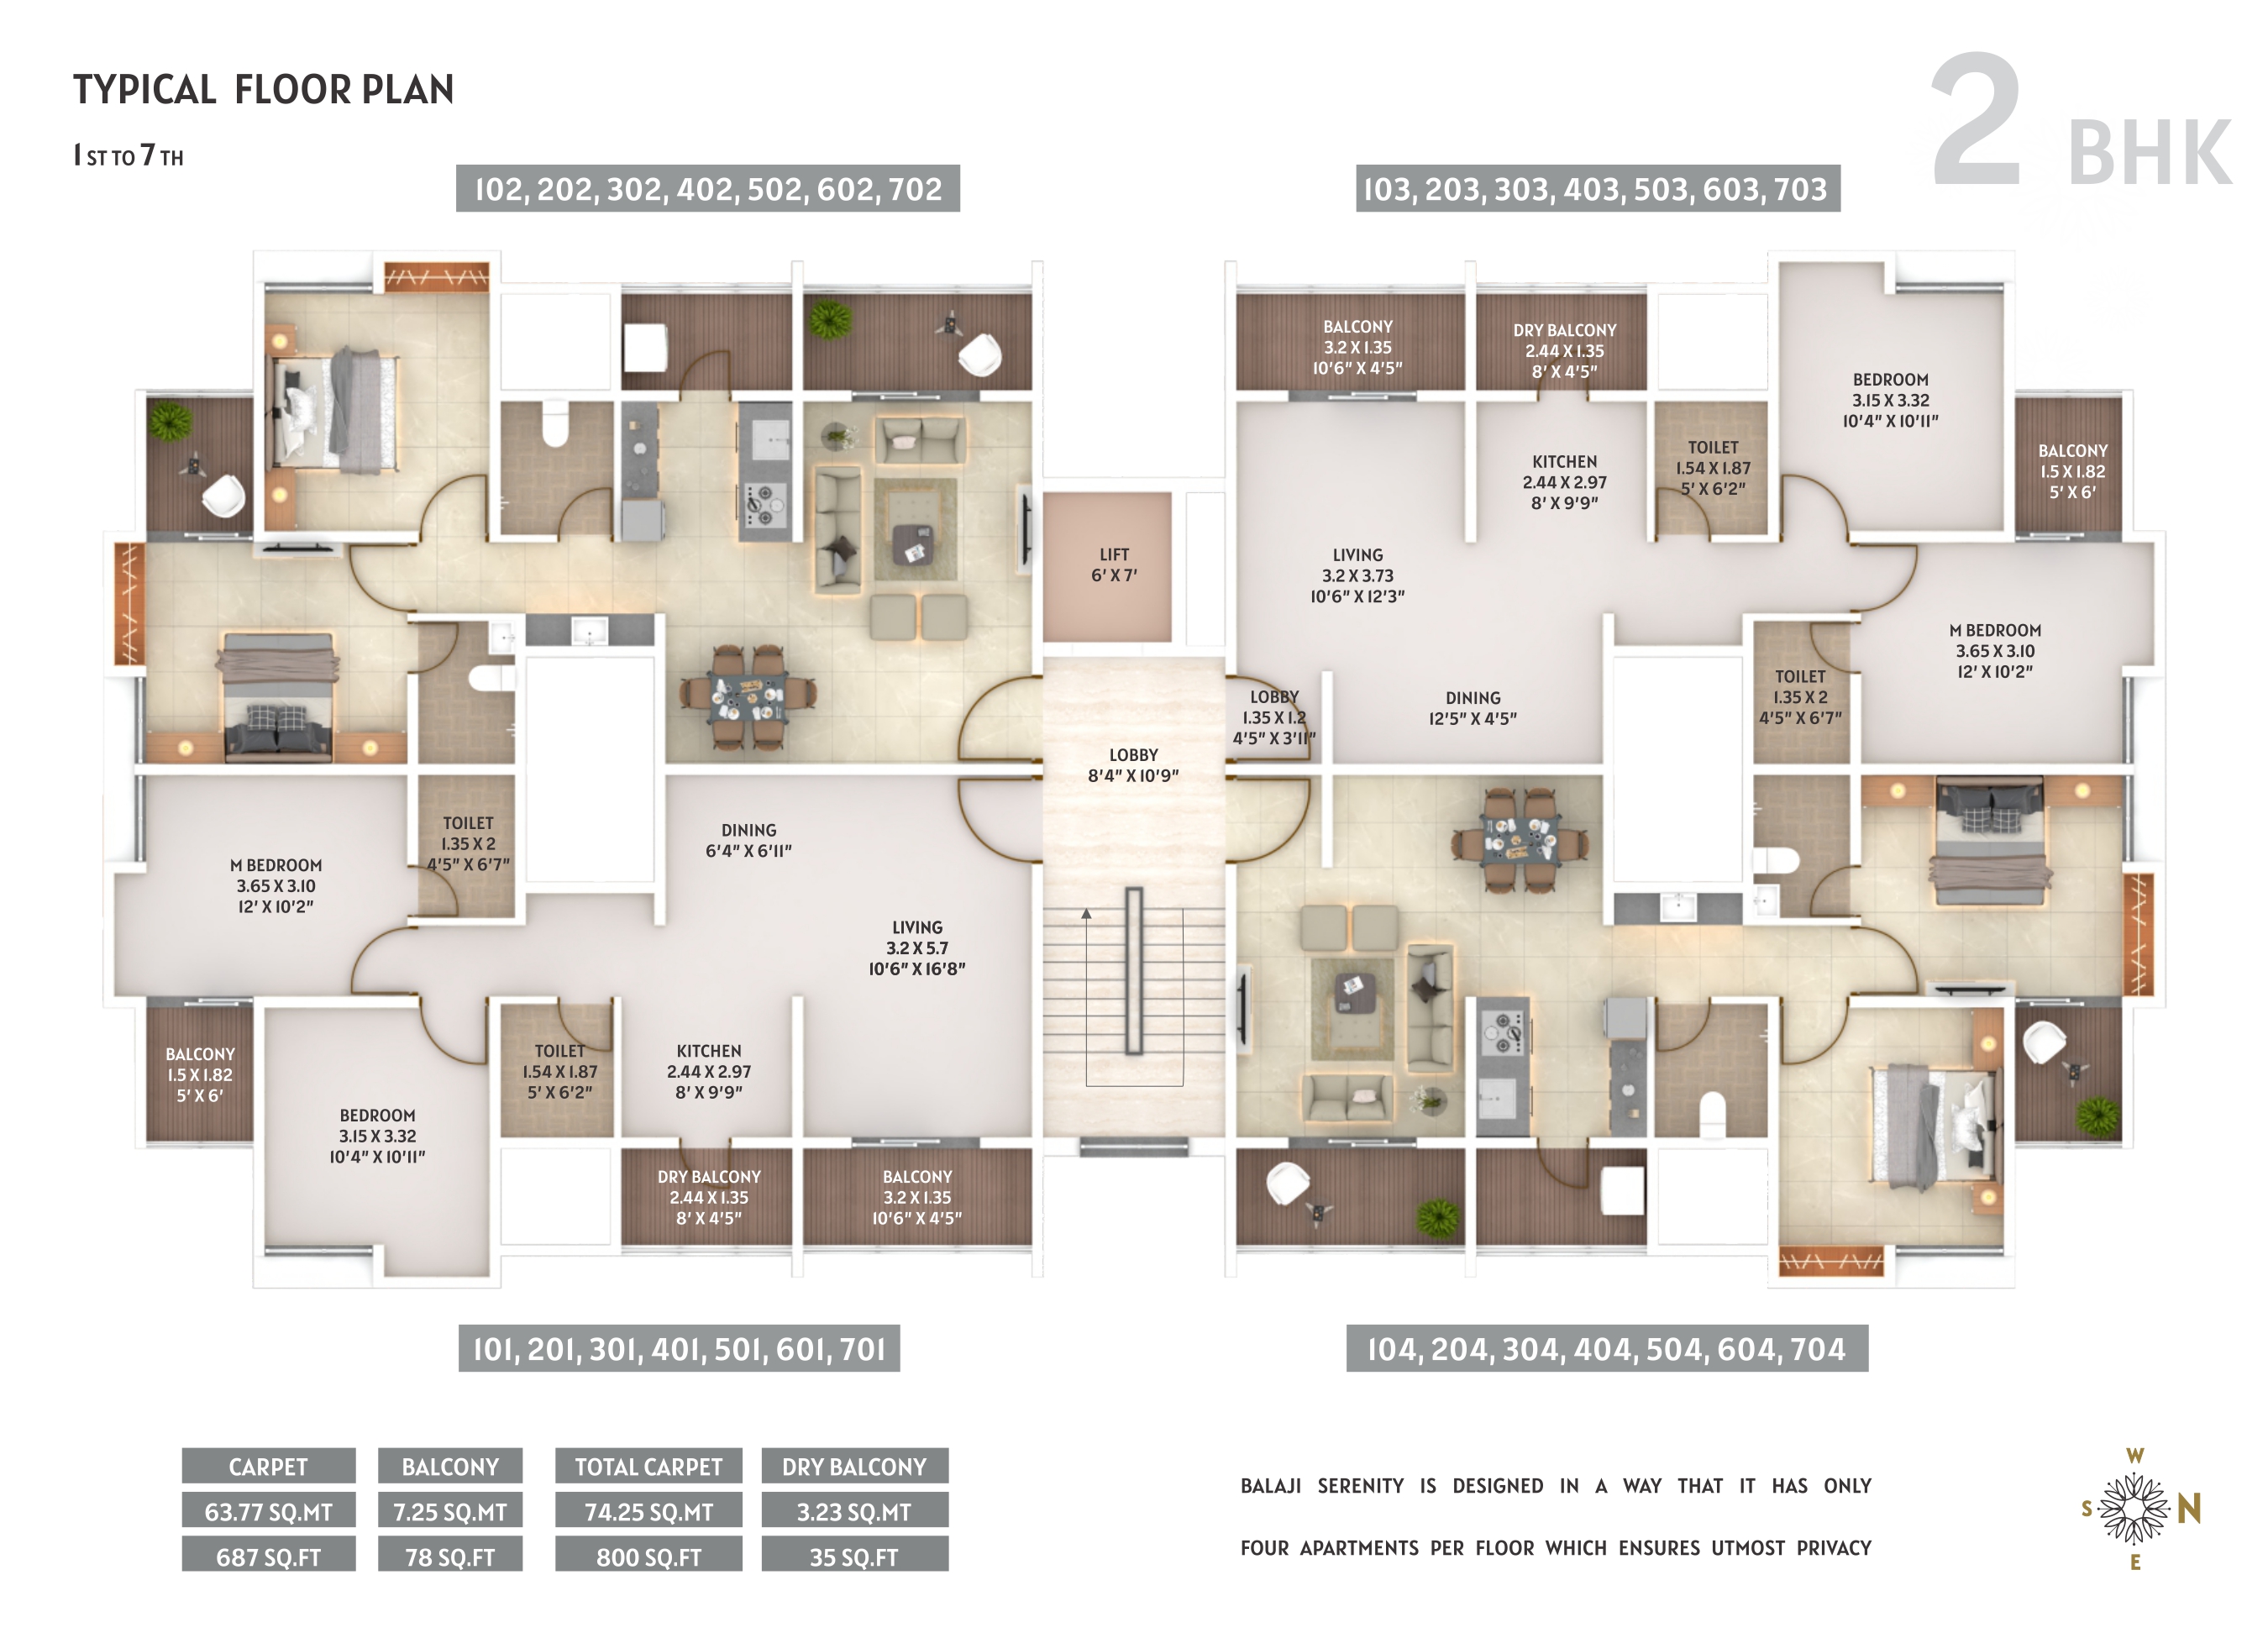 TYPICAL FLOOR PLAN
1 ST TO 7 TH
2 BHK
102, 202, 302, 402, 502, 602, 702
103, 203, 303, 403, 503, 603, 703
BALCONY
3.2 X 1.35
10'6" X 4'5"
DRY BALCONY
2.44 X 1.35
8' X 4'5"
BEDROOM
3.15 X 3.32
10'4" X 10'11"
TOILET
1.54 X 1.87
5' X 6'2"
BALCONY
1.5 X 1.82
5' X 6'
KITCHEN
2.44 X 2.97
8' X 9'9"
LIFT
6' X 7'
LIVING
3.2 X 3.73
10'6" X 12'3"
M BEDROOM
3.65 X 3.10
12' X 10'2"
TOILET
1.35 X 2
4'5" X 6'7"
LOBBY
1.35 X 1.2
4'5" X 3'11"
DINING
12'5" X 4'5"
LOBBY
8'4" X 10'9"
TOILET
1.35 X 2
4'5" X 6'7"
DINING
6'4" X 6'11"
M BEDROOM
3.65 X 3.10
12' X 10'2"
LIVING
3.2 X 5.7
10'6" X 16'8"
BALCONY
1.5 X 1.82
5' X 6'
TOILET
1.54 X 1.87
5' X 6'2"
KITCHEN
2.44 X 2.97
8' X 9'9"
BEDROOM
3.15 X 3.32
10'4" X 10'11"
DRY BALCONY
2.44 X 1.35
8' X 4'5"
BALCONY
3.2 X 1.35
10'6" X 4'5"
101, 201, 301, 401, 501, 601, 701
104, 204, 304, 404, 504, 604, 704
CARPET BALCONY TOTAL CARPET DRY BALCONY
63.77 SQ.MT 7.25 SQ.MT 74.25 SQ.MT 3.23 SQ.MT
687 SQ.FT 78 SQ.FT 800 SQ.FT 35 SQ.FT
BALAJI SERENITY IS DESIGNED IN A WAY THAT IT HAS ONLY
FOUR APARTMENTS PER FLOOR WHICH ENSURES UTMOST PRIVACY
W
S N
E